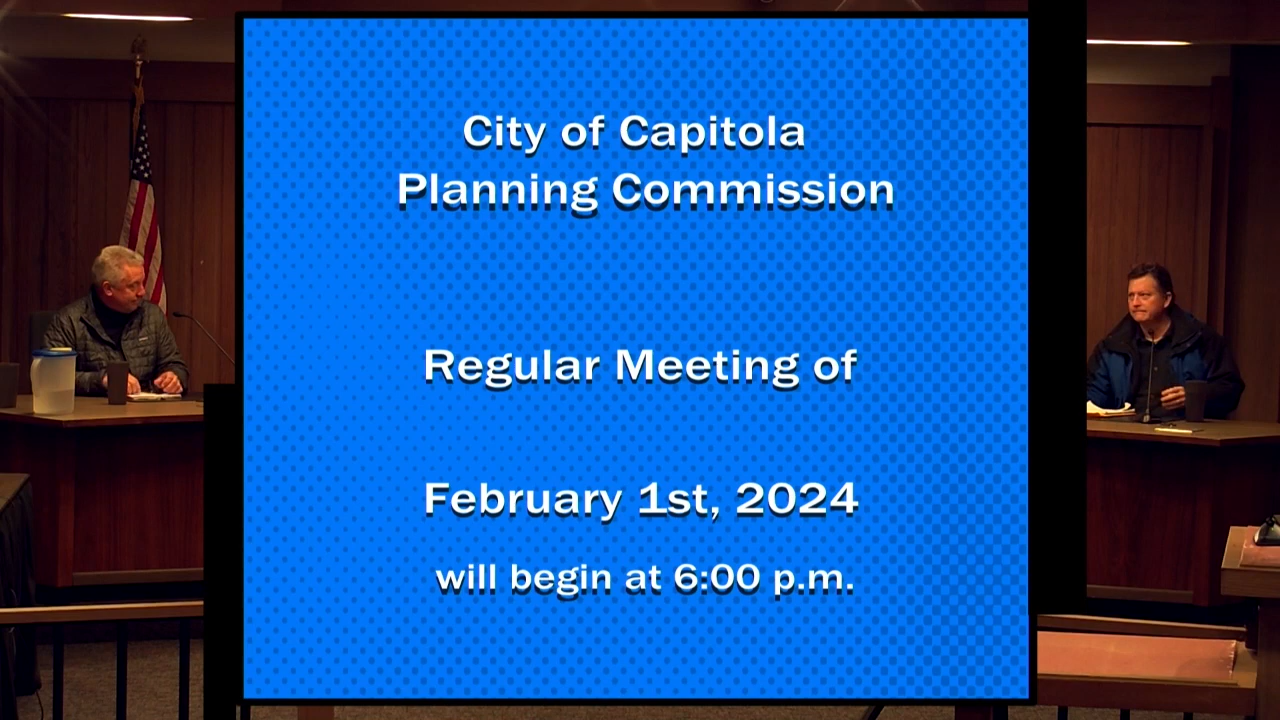 City of Capitola
Planning Commission
Regular Meeting of
February 1st, 2024
will begin at 6:00 p.m.